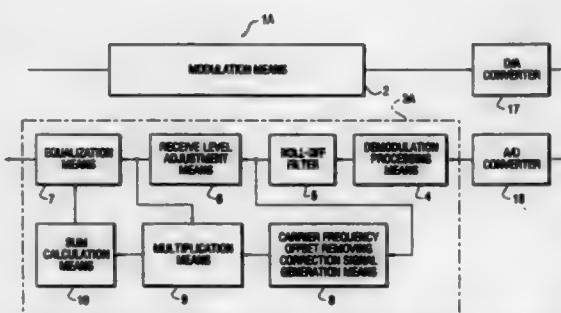 1A
MODULATION MEANS
2
D/A
CONVERTER
17
3A
EQUALIZATION
MEANS
7
RECEIVE LEVEL
ADJUSTMENT
MEANS
6
ROLL-OFF
FILTER
5
DEMODULATION
PROCESSING
MEANS
4
A/D
CONVERTER
18
SUM
CALCULATION
MEANS
10
MULTIPLICATION
MEANS
9
CARRIER FREQUENCY
OFFSET REMOVING
CORRECTION SIGNAL
GENERATION MEANS
8